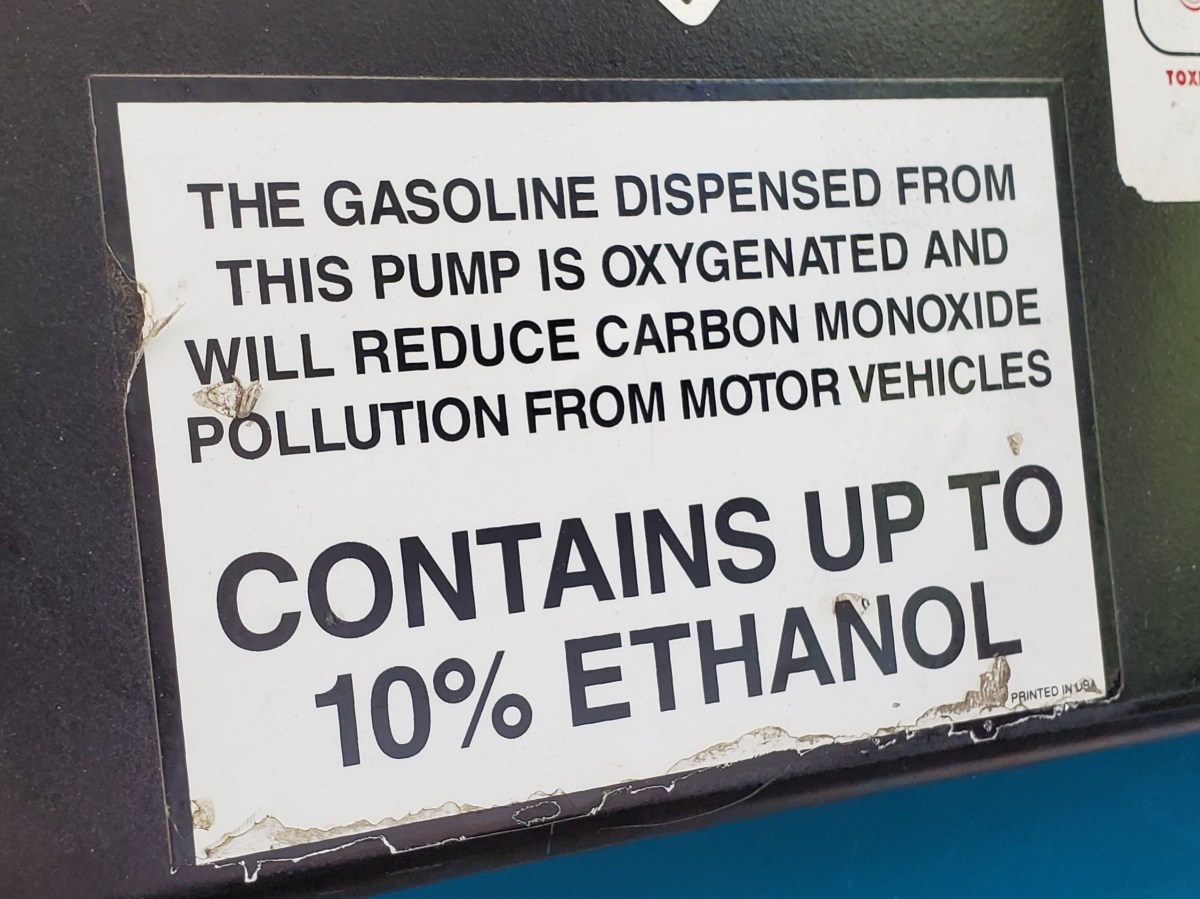 THE GASOLINE DISPENSED FROM
THIS PUMP IS OXYGENATED AND
WILL REDUCE CARBON MONOXIDE
POLLUTION FROM MOTOR VEHICLES
CONTAINS UP TO
10% ETHANOL
PRINTED IN USA